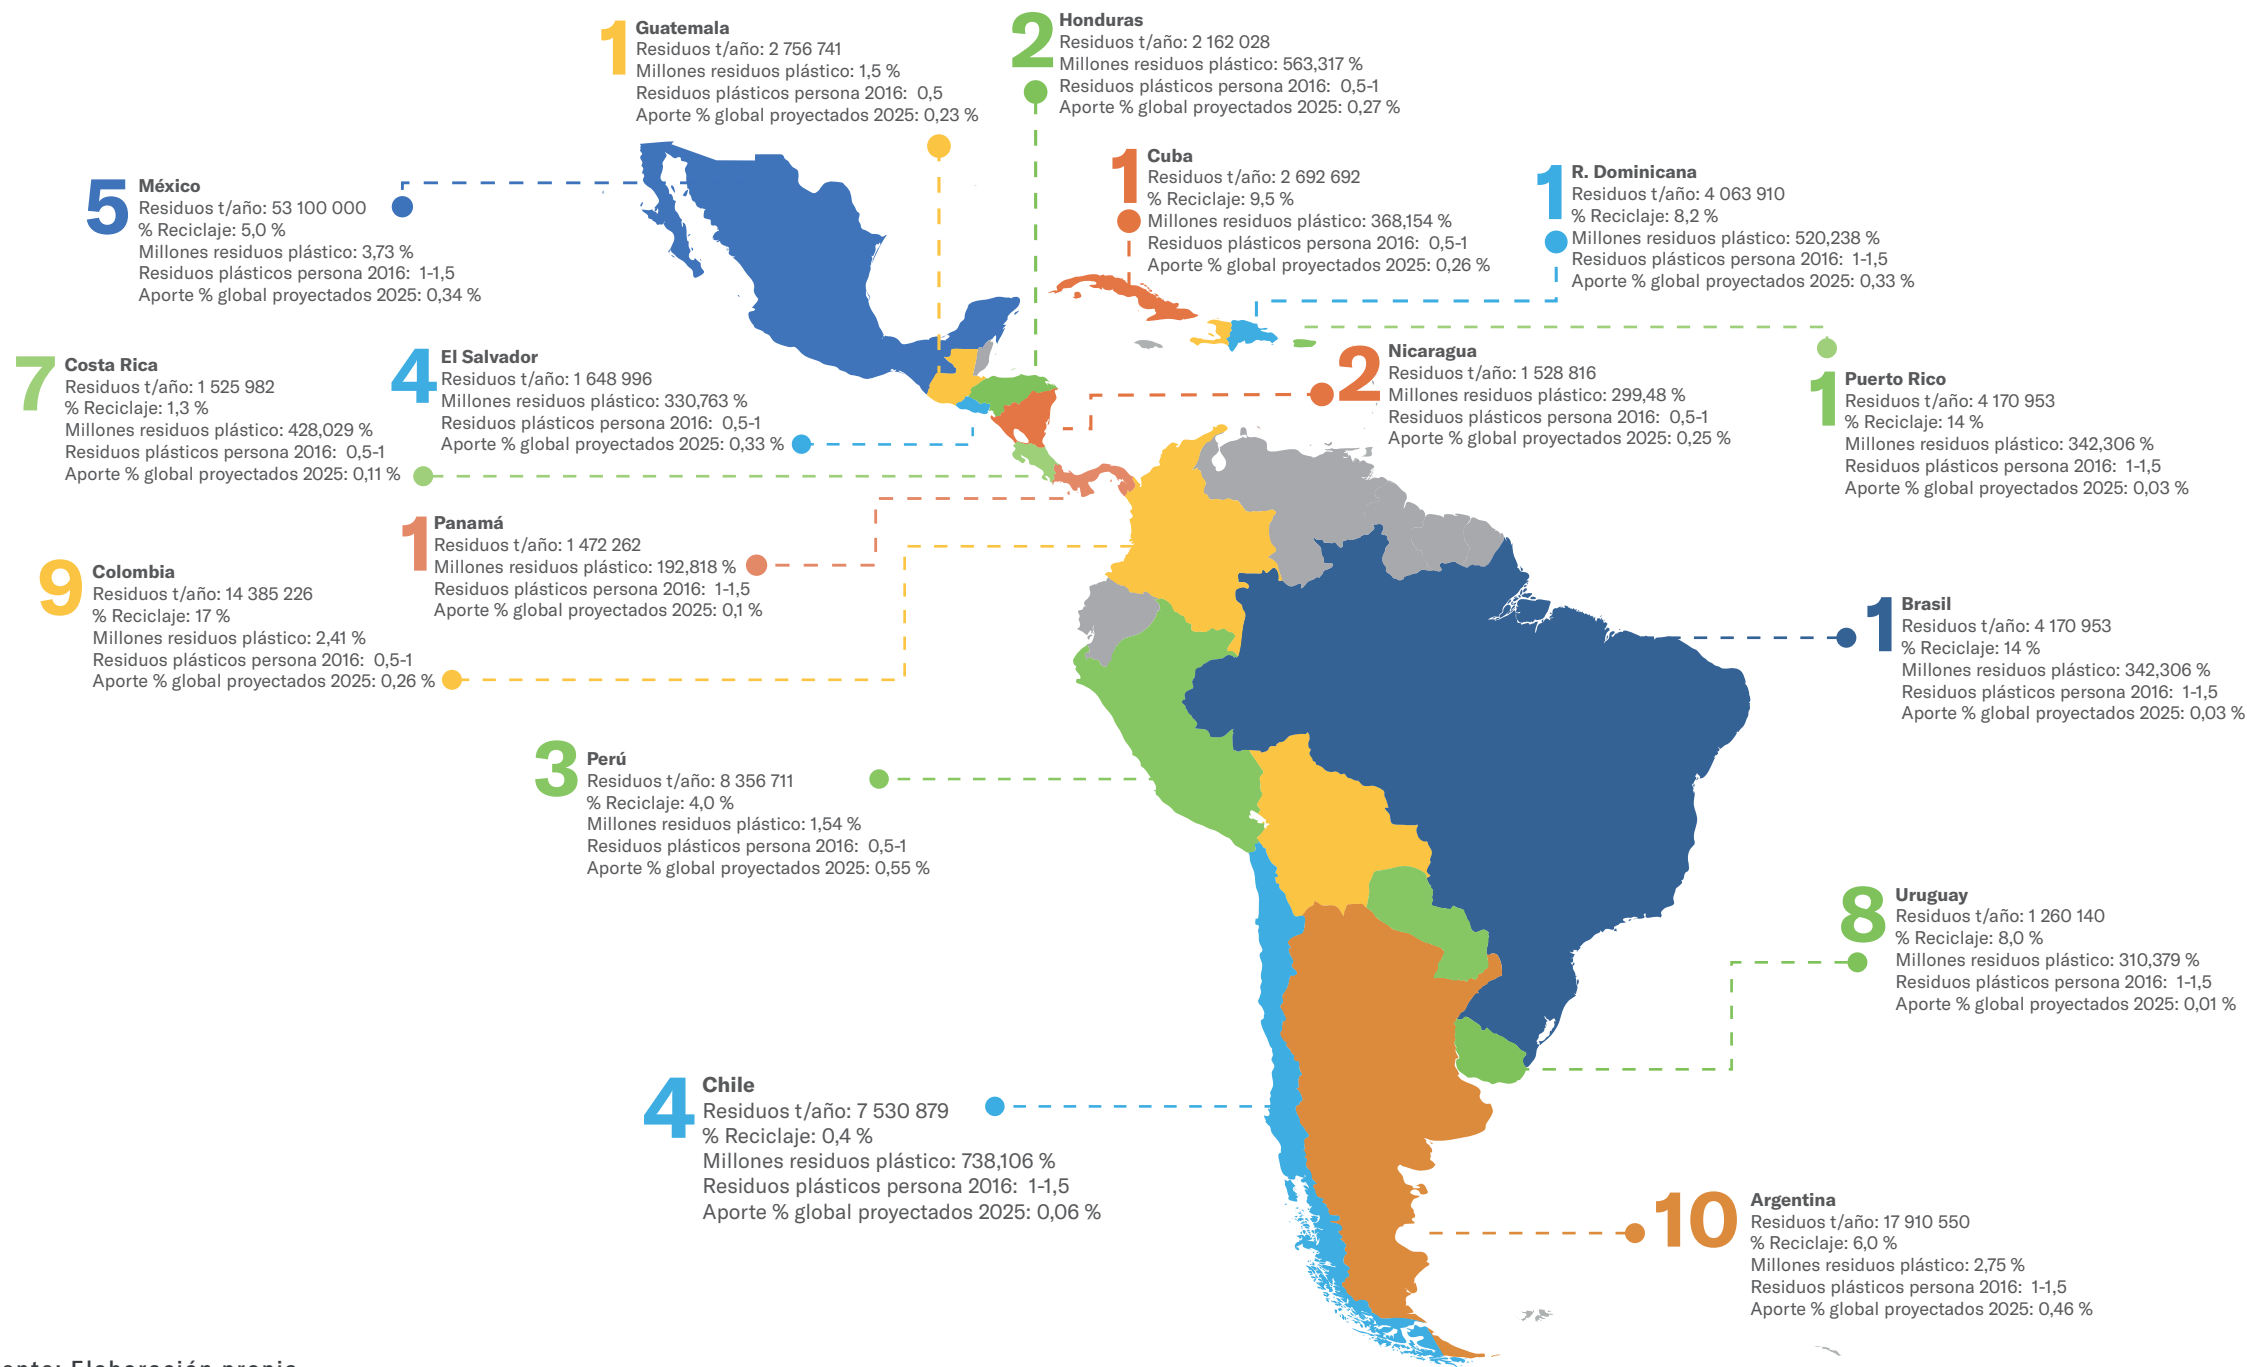 1
Guatemala
Residuos t/año: 2 756 741
Millones residuos plástico: 1,5 %
Residuos plásticos persona 2016: 0,5
Aporte % global proyectados 2025: 0,23 %
2
Honduras
Residuos t/año: 2 162 028
Millones residuos plástico: 563,317 %
Residuos plásticos persona 2016: 0,5-1
Aporte % global proyectados 2025: 0,27 %
5
México
Residuos t/año: 53 100 000
% Reciclaje: 5,0 %
Millones residuos plástico: 3,73 %
Residuos plásticos persona 2016: 1-1,5
Aporte % global proyectados 2025: 0,34 %
1
Cuba
Residuos t/año: 2 692 692
% Reciclaje: 9,5 %
Millones residuos plástico: 368,154 %
Residuos plásticos persona 2016: 0,5-1
Aporte % global proyectados 2025: 0,26 %
1
R. Dominicana
Residuos t/año: 4 063 910
% Reciclaje: 8,2 %
Millones residuos plástico: 520,238 %
Residuos plásticos persona 2016: 1-1,5
Aporte % global proyectados 2025: 0,33 %
7
Costa Rica
Residuos t/año: 1 525 982
% Reciclaje: 1,3 %
Millones residuos plástico: 428,029 %
Residuos plásticos persona 2016: 0,5-1
Aporte % global proyectados 2025: 0,11 %
4
El Salvador
Residuos t/año: 1 648 996
Millones residuos plástico: 330,763 %
Residuos plásticos persona 2016: 0,5-1
Aporte % global proyectados 2025: 0,33 %
2
Nicaragua
Residuos t/año: 1 528 816
Millones residuos plástico: 299,48 %
Residuos plásticos persona 2016: 0,5-1
Aporte % global proyectados 2025: 0,25 %
1
Puerto Rico
Residuos t/año: 4 170 953
% Reciclaje: 14 %
Millones residuos plástico: 342,306 %
Residuos plásticos persona 2016: 1-1,5
Aporte % global proyectados 2025: 0,03 %
1
Panamá
Residuos t/año: 1 472 262
Millones residuos plástico: 192,818 %
Residuos plásticos persona 2016: 1-1,5
Aporte % global proyectados 2025: 0,1 %
9
Colombia
Residuos t/año: 14 385 226
% Reciclaje: 17 %
Millones residuos plástico: 2,41 %
Residuos plásticos persona 2016: 0,5-1
Aporte % global proyectados 2025: 0,26 %
1
Brasil
Residuos t/año: 4 170 953
% Reciclaje: 14 %
Millones residuos plástico: 342,306 %
Residuos plásticos persona 2016: 1-1,5
Aporte % global proyectados 2025: 0,03 %
3
Perú
Residuos t/año: 8 356 711
% Reciclaje: 4,0 %
Millones residuos plástico: 1,54 %
Residuos plásticos persona 2016: 0,5-1
Aporte % global proyectados 2025: 0,55 %
8
Uruguay
Residuos t/año: 1 260 140
% Reciclaje: 8,0 %
Millones residuos plástico: 310,379 %
Residuos plásticos persona 2016: 1-1,5
Aporte % global proyectados 2025: 0,01 %
4
Chile
Residuos t/año: 7 530 879
% Reciclaje: 0,4 %
Millones residuos plástico: 738,106 %
Residuos plásticos persona 2016: 1-1,5
Aporte % global proyectados 2025: 0,06 %
10
Argentina
Residuos t/año: 17 910 550
% Reciclaje: 6,0 %
Millones residuos plástico: 2,75 %
Residuos plásticos persona 2016: 1-1,5
Aporte % global proyectados 2025: 0,46 %
Elaboración propia